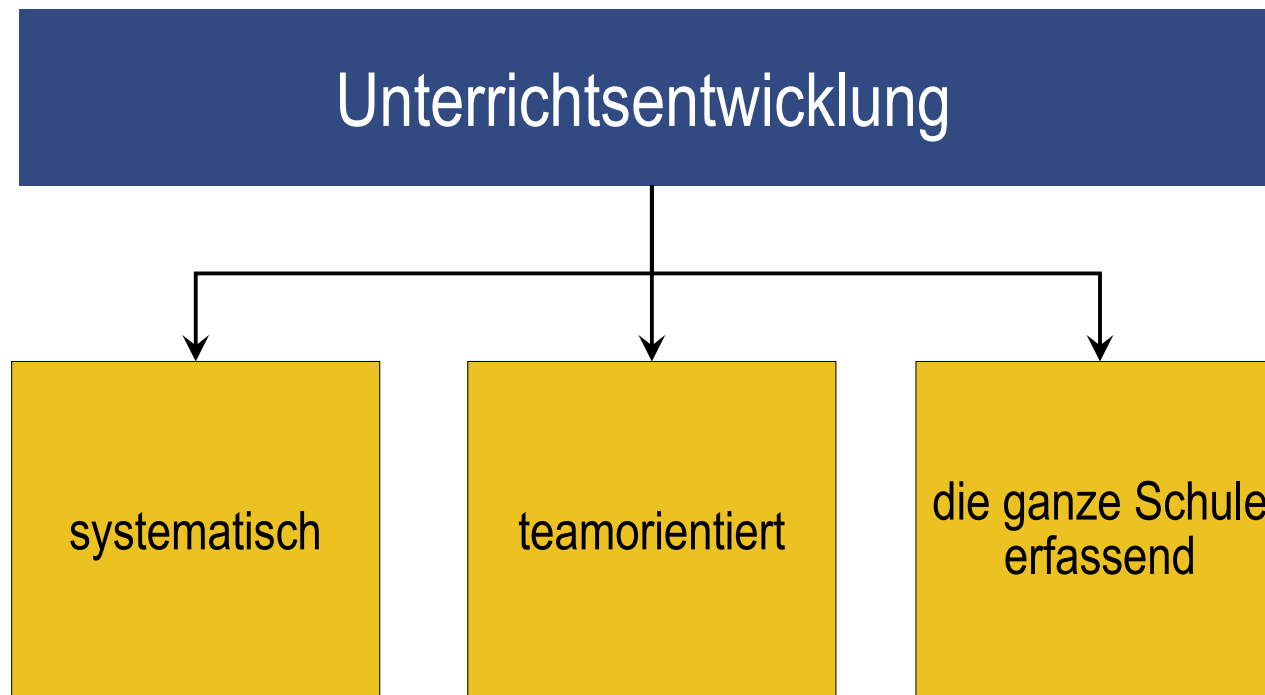 Unterrichtsentwicklung
systematisch
teamorientiert
die ganze Schule
erfassend